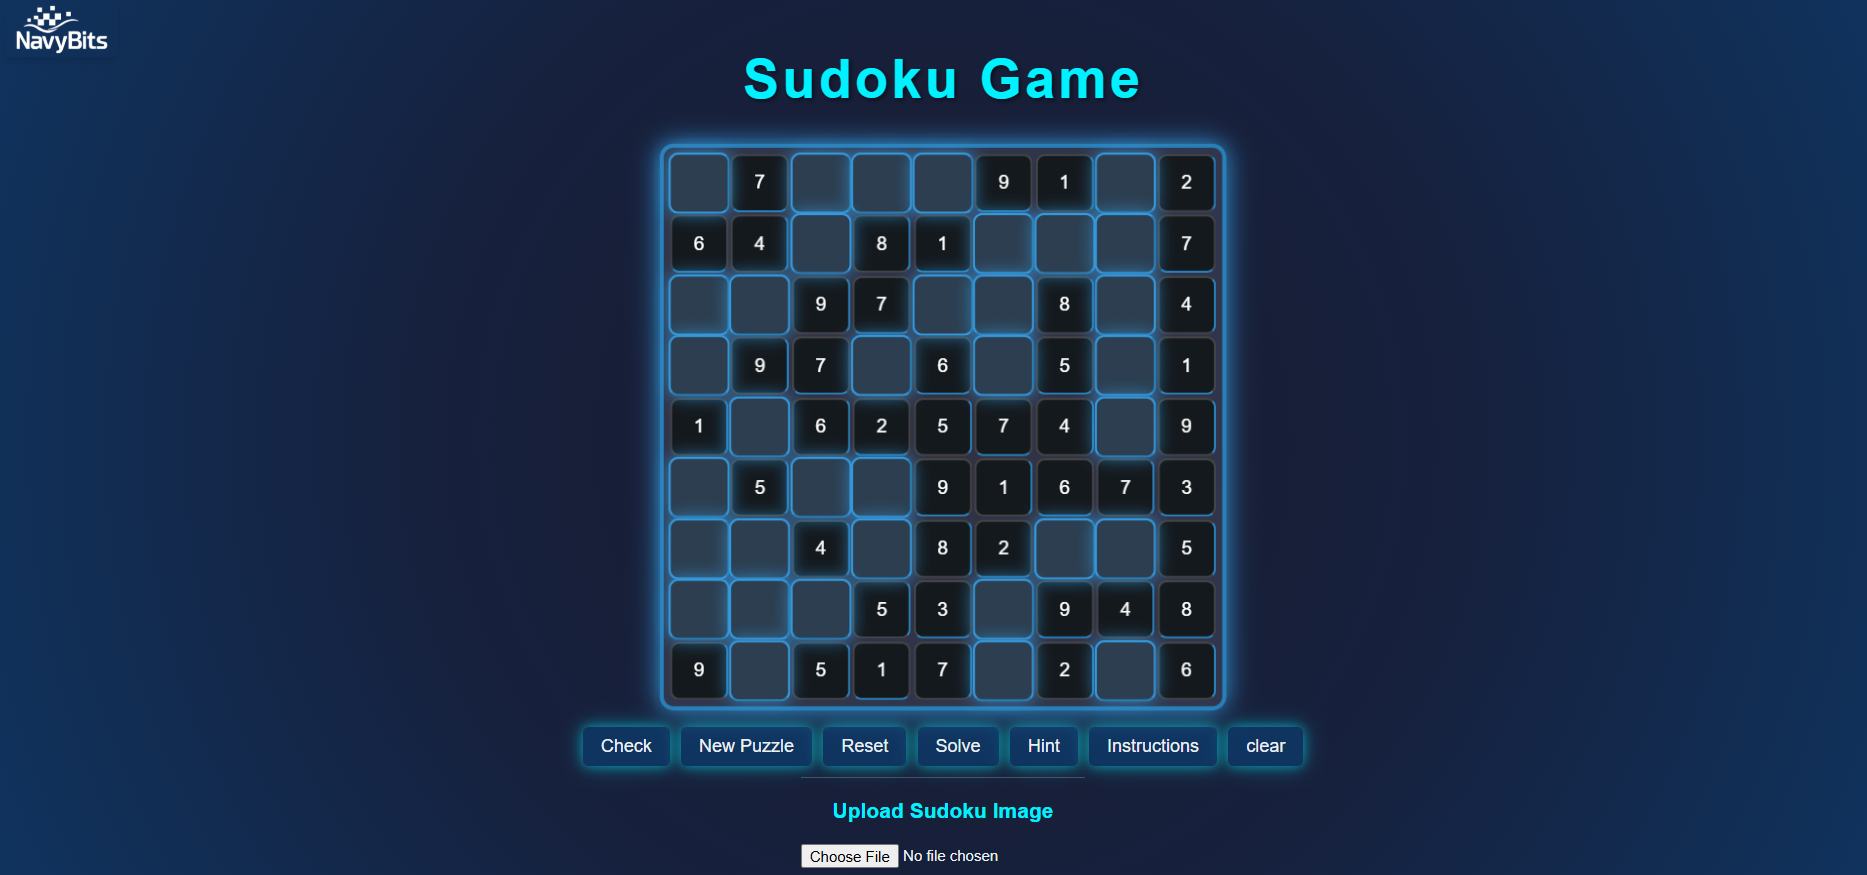 NavyBits
Sudoku Game
7 9 1 2
6 4 8 1 7
9 7 8 4
9 7 6 5 1
1 6 2 5 7 4 9
5 9 1 6 7 3
4 8 2 5
5 3 9 4 8
9 5 1 7 2 6
Check New Puzzle Reset Solve Hint Instructions clear
Upload Sudoku Image
Choose File No file chosen